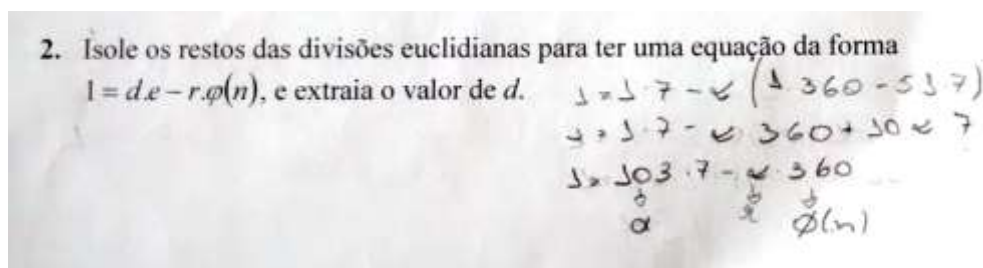 2. Isole os restos das divisões euclidianas para ter uma equação da forma
1 = d.e – r.φ(n), e extraia o valor de d.
1 = 1·7 - 2 (1·360 - 51·7)
1 = 1·7 - 2·360 + 102·7
1 = 103·7 - 2·360
d r φ(n)